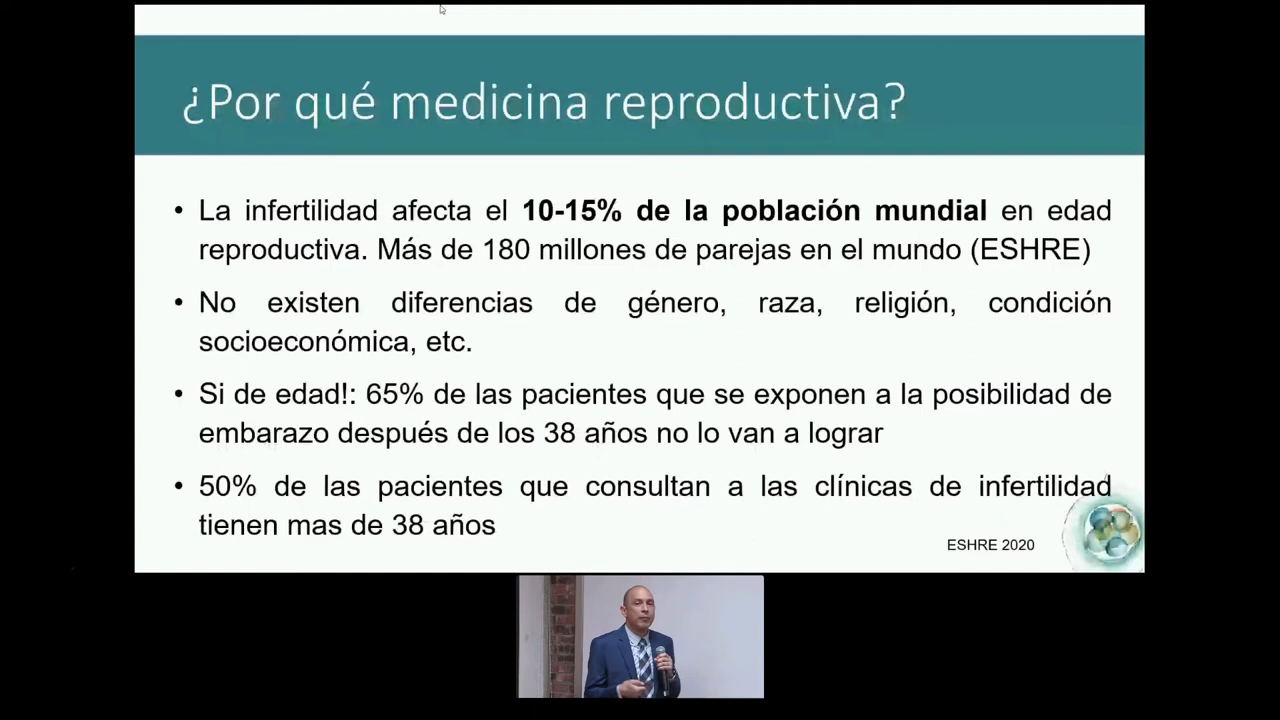 ¿Por qué medicina reproductiva?
• La infertilidad afecta el 10-15% de la población mundial en edad
reproductiva. Más de 180 millones de parejas en el mundo (ESHRE)
• No existen diferencias de género, raza, religión, condición
socioeconómica, etc.
• Si de edad!: 65% de las pacientes que se exponen a la posibilidad de
embarazo después de los 38 años no lo van a lograr
• 50% de las pacientes que consultan a las clínicas de infertilidad
tienen mas de 38 años
ESHRE 2020